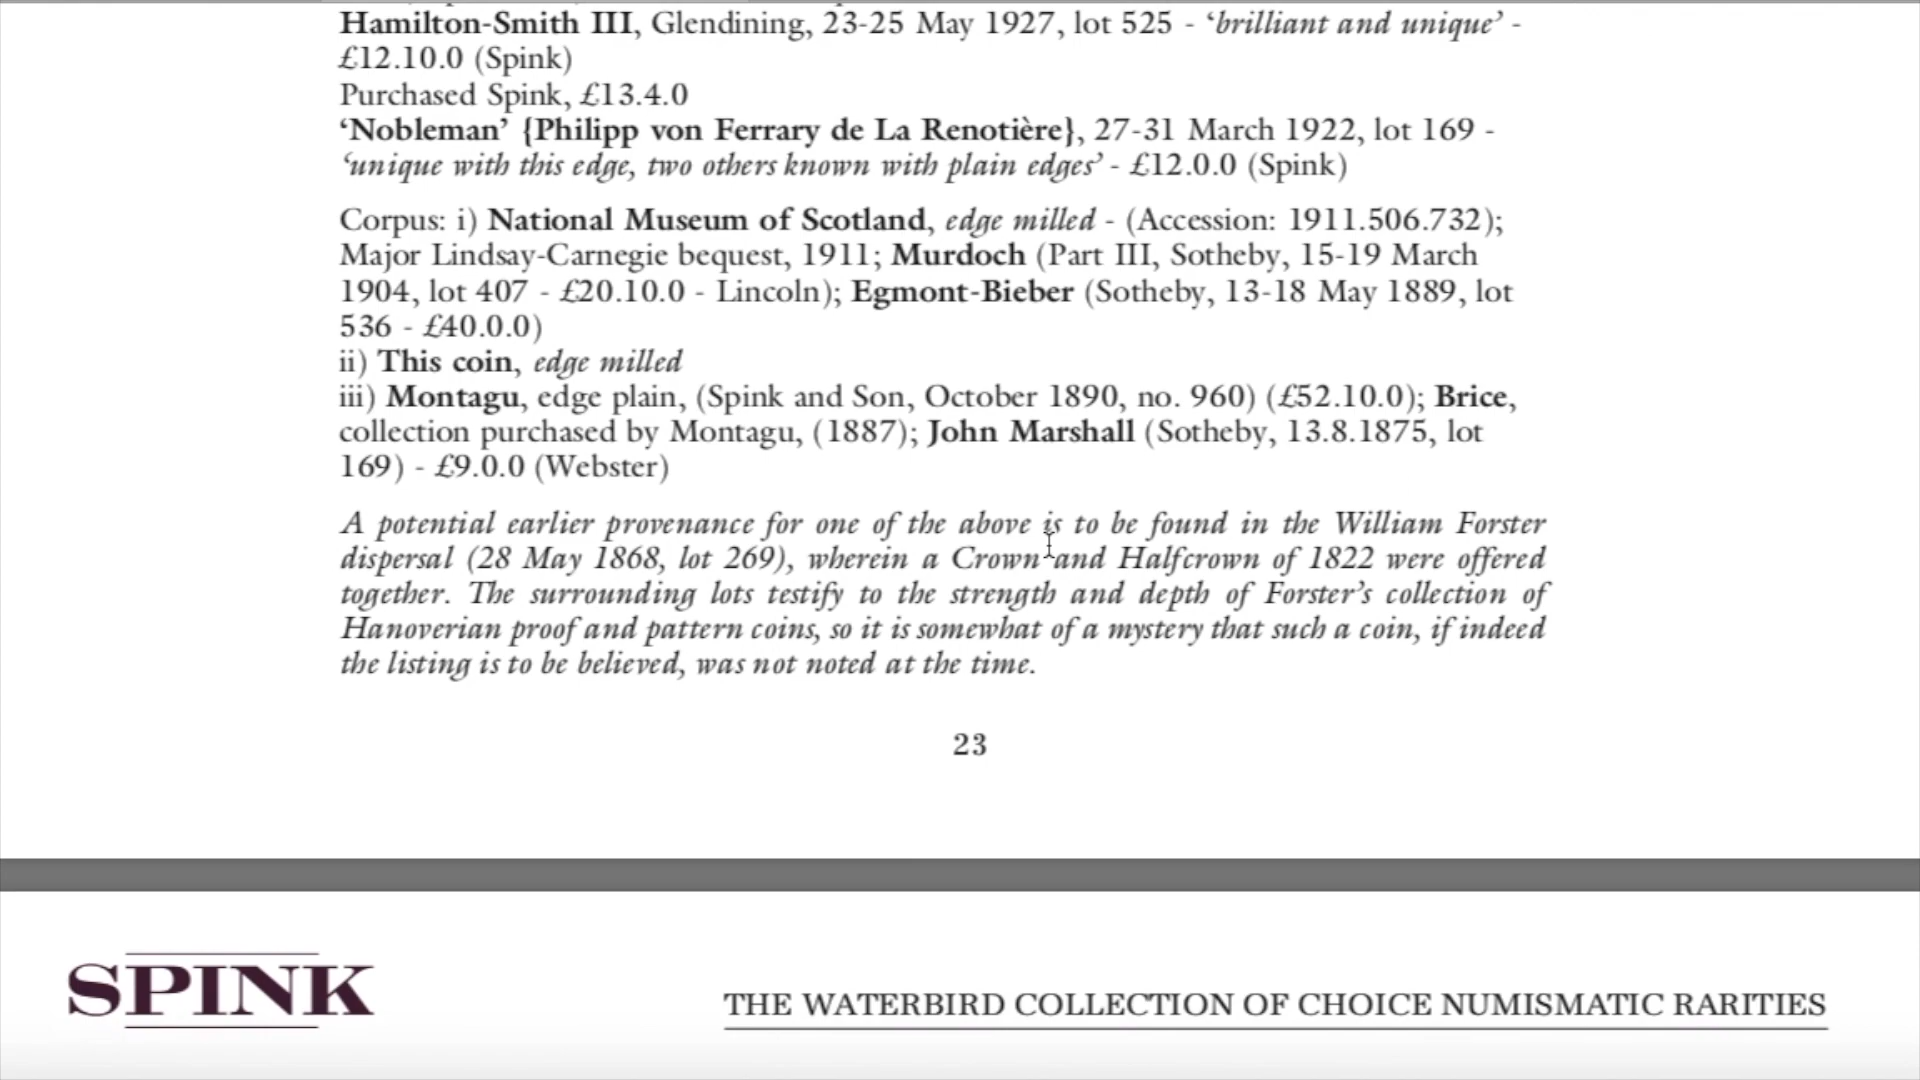 Hamilton-Smith III, Glendining, 23-25 May 1927, lot 525 - ‘brilliant and unique’ -
£12.10.0 (Spink)
Purchased Spink, £13.4.0
‘Nobleman’ {Philipp von Ferrary de La Renotière}, 27-31 March 1922, lot 169 -
‘unique with this edge, two others known with plain edges’ - £12.0.0 (Spink)
Corpus: i) National Museum of Scotland, edge milled - (Accession: 1911.506.732);
Major Lindsay-Carnegie bequest, 1911; Murdoch (Part III, Sotheby, 15-19 March
1904, lot 407 - £20.10.0 - Lincoln); Egmont-Bieber (Sotheby, 13-18 May 1889, lot
536 - £40.0.0)
ii) This coin, edge milled
iii) Montagu, edge plain, (Spink and Son, October 1890, no. 960) (£52.10.0); Brice,
collection purchased by Montagu, (1887); John Marshall (Sotheby, 13.8.1875, lot
169) - £9.0.0 (Webster)
A potential earlier provenance for one of the above is to be found in the William Forster
dispersal (28 May 1868, lot 269), wherein a Crown and Halfcrown of 1822 were offered
together. The surrounding lots testify to the strength and depth of Forster’s collection of
Hanoverian proof and pattern coins, so it is somewhat of a mystery that such a coin, if indeed
the listing is to be believed, was not noted at the time.
23
SPINK
THE WATERBIRD COLLECTION OF CHOICE NUMISMATIC RARITIES